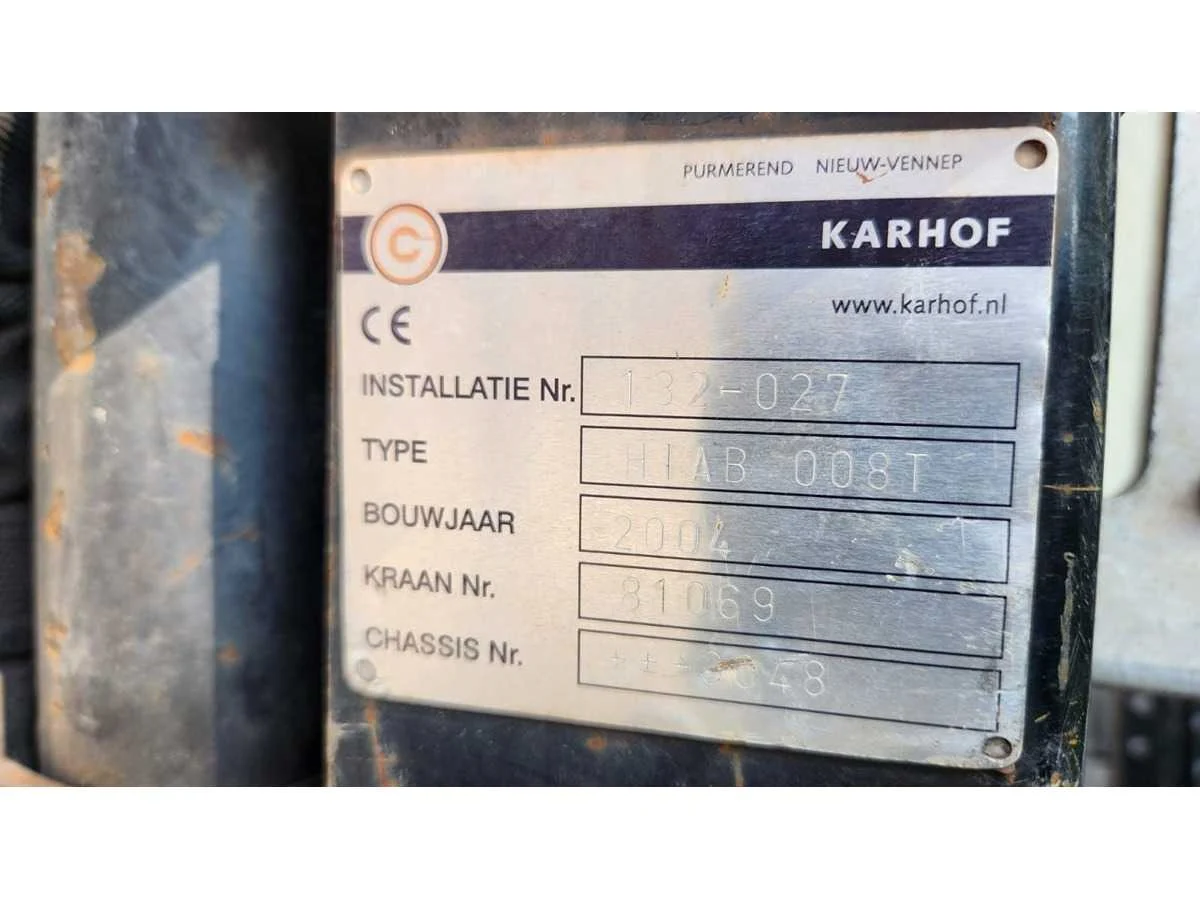 PURMEREND NIEUW-VENNEP
KARHOF
www.karhof.nl
CE
INSTALLATIE Nr. 132-027
TYPE HIAB 008T
BOUWJAAR 2004
KRAAN Nr. 81069
CHASSIS Nr.